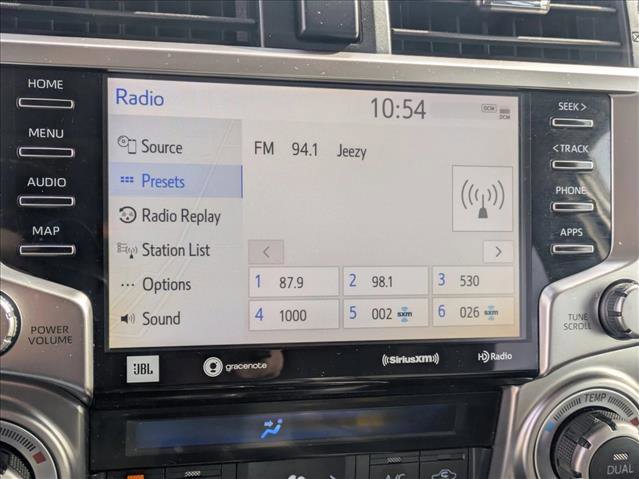 HOME
MENU
AUDIO
MAP
POWER
VOLUME
Radio
10:54
DCM
DCM
Source
Presets
Radio Replay
Station List
Options
Sound
FM 94.1 Jeezy
1 87.9
2 98.1
3 530
4 1000
5 002 sxm
6 026 sxm
SEEK >
< TRACK
PHONE
APPS
TUNE
SCROLL
JBL
gracenote
((SiriusXM))
HD Radio
TEMP
DUAL
A/C